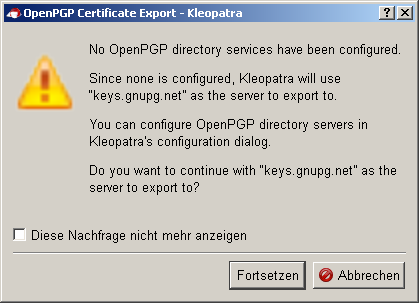 OpenPGP Certificate Export - Kleopatra
No OpenPGP directory services have been configured.
Since none is configured, Kleopatra will use
"keys.gnupg.net" as the server to export to.
You can configure OpenPGP directory servers in
Kleopatra's configuration dialog.
Do you want to continue with "keys.gnupg.net" as the
server to export to?
Diese Nachfrage nicht mehr anzeigen
Fortsetzen
Abbrechen